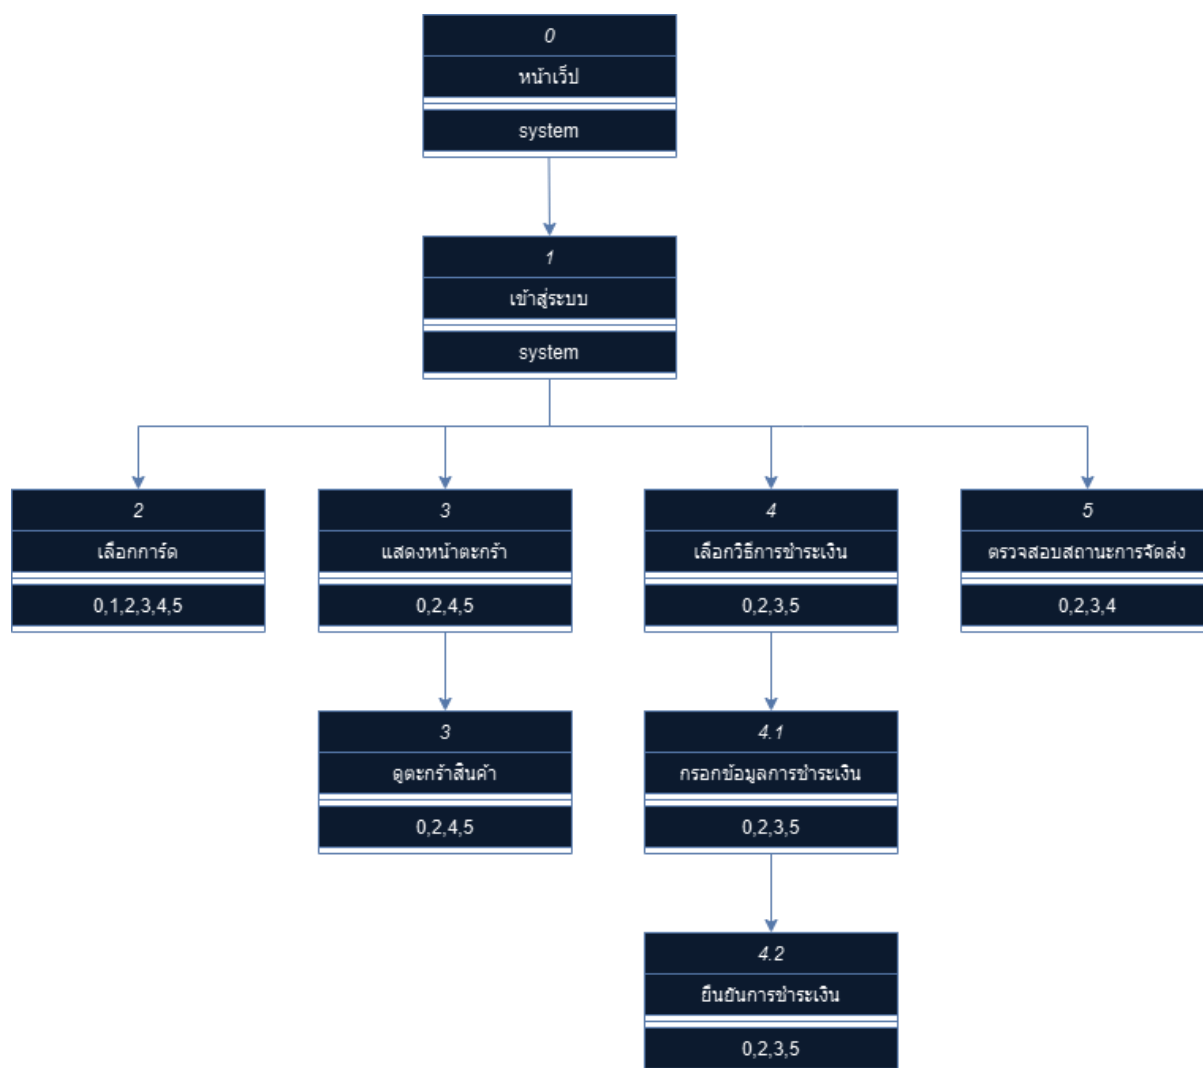 0
หน้าเว็ป
system
1
เข้าสู่ระบบ
system
2
เลือกการ์ด
0,1,2,3,4,5
3
แสดงหน้าตะกร้า
0,2,4,5
4
เลือกวิธีการชำระเงิน
0,2,3,5
5
ตรวจสอบสถานะการจัดส่ง
0,2,3,4
3
ดูตะกร้าสินค้า
0,2,4,5
4.1
กรอกข้อมูลการชำระเงิน
0,2,3,5
4.2
ยืนยันการชำระเงิน
0,2,3,5